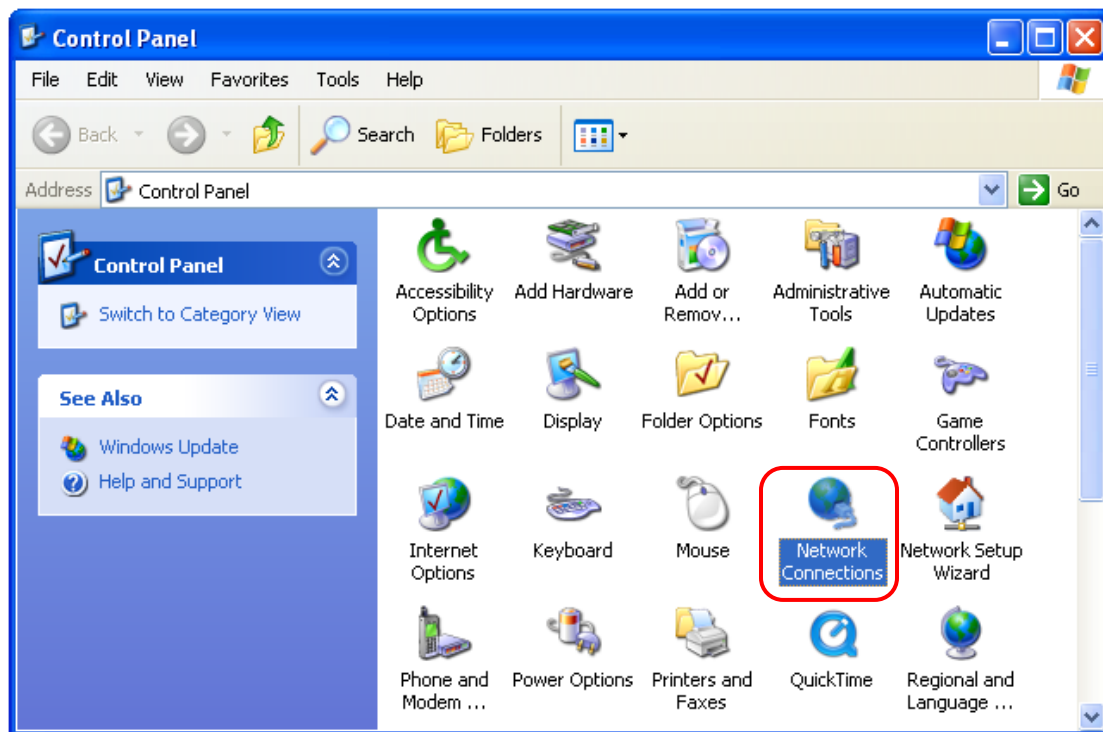 Control Panel
File Edit View Favorites Tools Help
Back Search Folders
Address Control Panel Go
Control Panel
Switch to Category View
See Also
Windows Update
Help and Support
Accessibility
Options
Add Hardware
Add or
Remov...
Administrative
Tools
Automatic
Updates
Date and Time
Display
Folder Options
Fonts
Game
Controllers
Internet
Options
Keyboard
Mouse
Network
Connections
Network Setup
Wizard
Phone and
Modem ...
Power Options
Printers and
Faxes
QuickTime
Regional and
Language ...